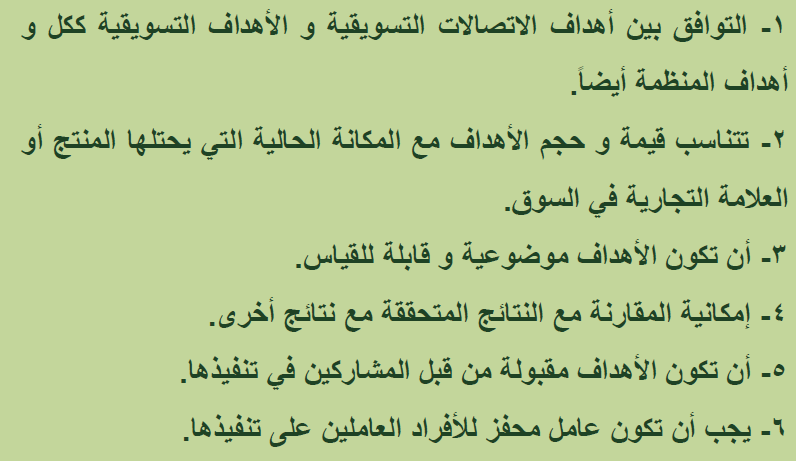 ١- التوافق بين أهداف الاتصالات التسويقية و الأهداف التسويقية ككل و
أهداف المنظمة أيضاً.
٢- تتناسب قيمة و حجم الأهداف مع المكانة الحالية التي يحتلها المنتج أو
العلامة التجارية في السوق.
٣- أن تكون الأهداف موضوعية و قابلة للقياس.
٤- إمكانية المقارنة مع النتائج المتحققة مع نتائج أخرى.
٥- أن تكون الأهداف مقبولة من قبل المشاركين في تنفيذها.
٦- يجب أن تكون عامل محفز للأفراد العاملين على تنفيذها.